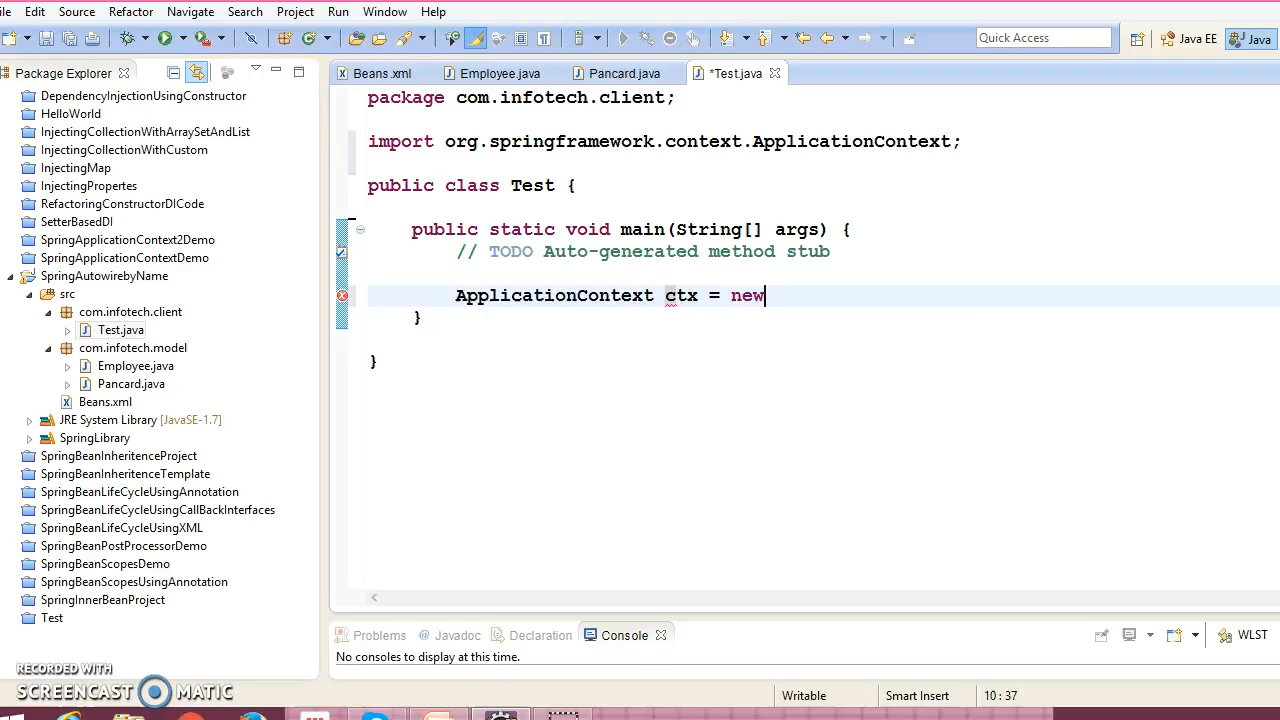 ile Edit Source Refactor Navigate Search Project Run Window Help
Quick Access
Java EE
Java
Package Explorer
Beans.xml
Employee.java
Pancard.java
*Test.java
DependencyInjectionUsingConstructor
HelloWorld
InjectingCollectionWithArraySetAndList
InjectingCollectionWithCustom
InjectingMap
InjectingPropertes
RefactoringConstructorDICode
SetterBasedDI
SpringApplicationContext2Demo
SpringApplicationContextDemo
SpringAutowirebyName
src
com.infotech.client
Test.java
com.infotech.model
Employee.java
Pancard.java
Beans.xml
JRE System Library [JavaSE-1.7]
SpringLibrary
SpringBeanInheritenceProject
SpringBeanInheritenceTemplate
SpringBeanLifeCycleUsingAnnotation
SpringBeanLifeCycleUsingCallBackInterfaces
SpringBeanLifeCycleUsingXML
SpringBeanPostProcessorDemo
SpringBeanScopesDemo
SpringBeanScopesUsingAnnotation
SpringInnerBeanProject
Test
package com.infotech.client;
import org.springframework.context.ApplicationContext;
public class Test {
public static void main(String[] args) {
// TODO Auto-generated method stub
ApplicationContext ctx = new
}
}
Problems
@ Javadoc
Declaration
Console
WLST
No consoles to display at this time.
Writable
Smart Insert
10 : 37
RECORDED WITH
SCREENCAST MATIC